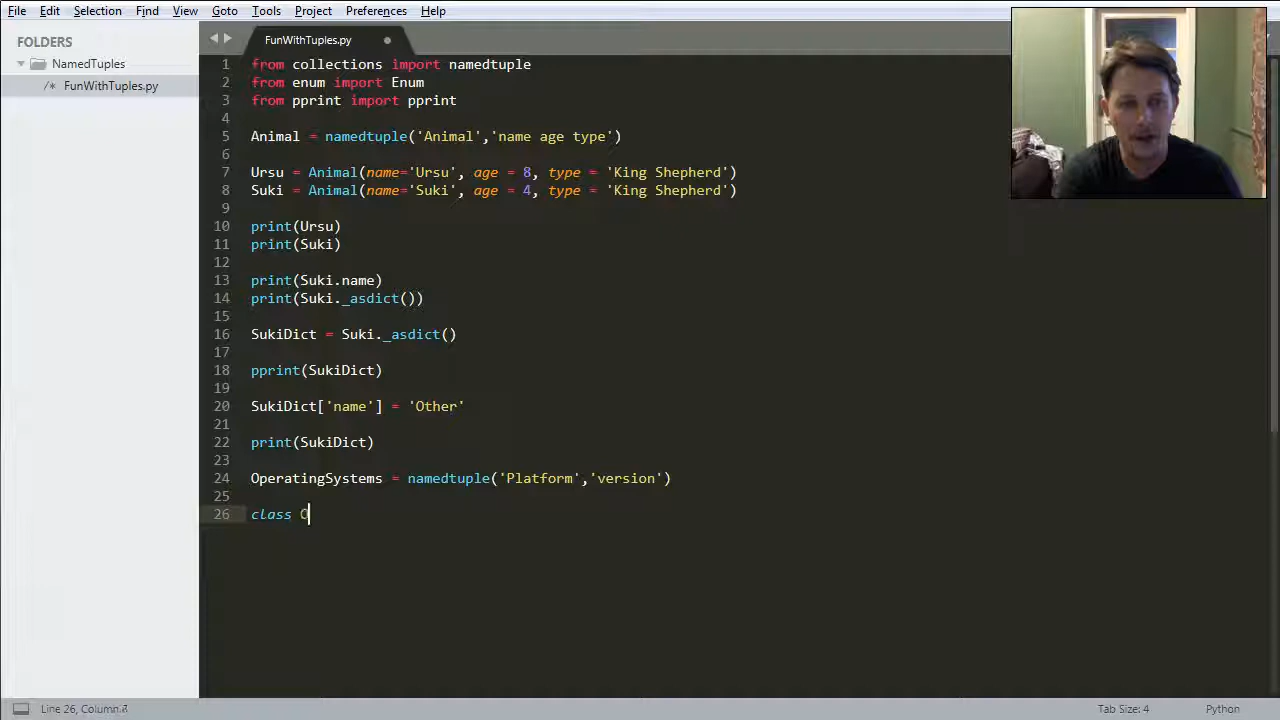 File Edit Selection Find View Goto Tools Project Preferences Help
FOLDERS
NamedTuples
/* FunWithTuples.py
FunWithTuples.py
1 from collections import namedtuple
2 from enum import Enum
3 from pprint import pprint
4
5 Animal = namedtuple('Animal','name age type')
6
7 Ursu = Animal(name='Ursu', age = 8, type = 'King Shepherd')
8 Suki = Animal(name='Suki', age = 4, type = 'King Shepherd')
9
10 print(Ursu)
11 print(Suki)
12
13 print(Suki.name)
14 print(Suki._asdict())
15
16 SukiDict = Suki._asdict()
17
18 pprint(SukiDict)
19
20 SukiDict['name'] = 'Other'
21
22 print(SukiDict)
23
24 OperatingSystems = namedtuple('Platform','version')
25
26 class O
Line 26, Column 8
Tab Size: 4
Python